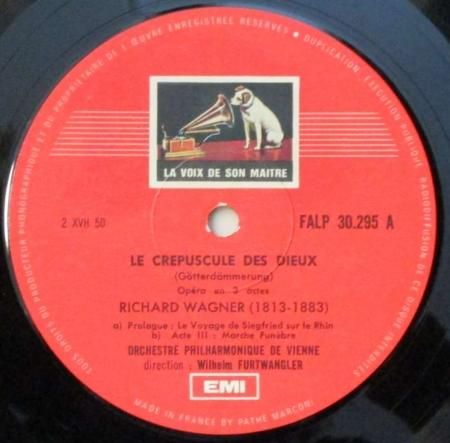 TOUS DROITS DU PRODUCTEUR PHONOGRAPHIQUE ET DU PROPRIETAIRE DE L'ŒUVRE ENREGISTREE RESERVES • DUPLICATION, EXECUTION PUBLIQUE, RADIODIFFUSION DE CE DISQUE INTERDITES
LA VOIX DE SON MAITRE
2 XVH 50
FALP 30.295 A
LE CREPUSCULE DES DIEUX
(Götterdämmerung)
Opéra en 3 actes
RICHARD WAGNER (1813-1883)
a) Prologue : Le Voyage de Siegfried sur le Rhin
b) Acte III : Marche Funèbre
ORCHESTRE PHILHARMONIQUE DE VIENNE
direction : Wilhelm FURTWANGLER
EMI
MADE IN FRANCE BY PATHE MARCONI